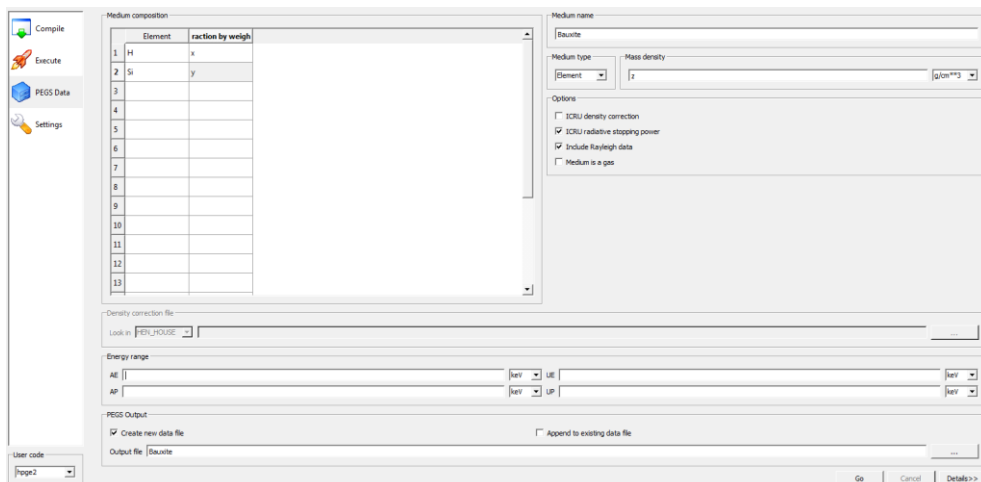 Compile
Execute
PEGS Data
Settings
User code
hpge2
Medium composition
Element raction by weigh
1 H x
2 Si y
3
4
5
6
7
8
9
10
11
12
13
Medium name
Bauxite
Medium type Mass density
Element z g/cm**3
Options
ICRU density correction
ICRU radiative stopping power
Include Rayleigh data
Medium is a gas
Density correction file
Look in HEN_HOUSE ...
Energy range
AE keV UE keV
AP keV UP keV
PEGS Output
Create new data file Append to existing data file
Output file Bauxite ...
Go Cancel Details>>